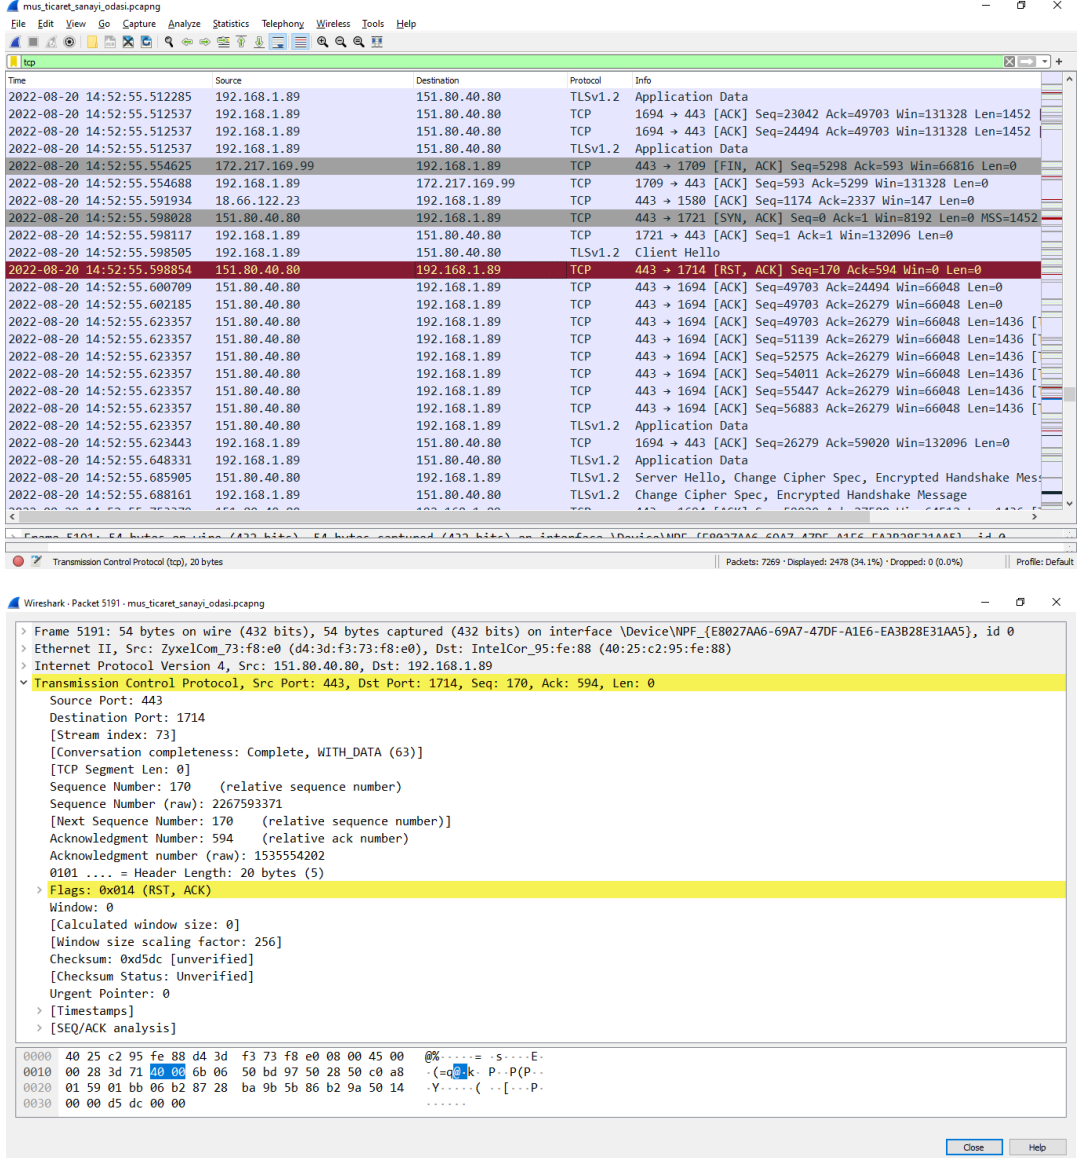 mus_ticaret_sanayi_odasi.pcapng
File Edit View Go Capture Analyze Statistics Telephony Wireless Tools Help
tcp
Time Source Destination Protocol Info
2022-08-20 14:52:55.512285 192.168.1.89 151.80.40.80 TLSv1.2 Application Data
2022-08-20 14:52:55.512537 192.168.1.89 151.80.40.80 TCP 1694 → 443 [ACK] Seq=23042 Ack=49703 Win=131328 Len=1452 [
2022-08-20 14:52:55.512537 192.168.1.89 151.80.40.80 TCP 1694 → 443 [ACK] Seq=24494 Ack=49703 Win=131328 Len=1452 [
2022-08-20 14:52:55.512537 192.168.1.89 151.80.40.80 TLSv1.2 Application Data
2022-08-20 14:52:55.554625 172.217.169.99 192.168.1.89 TCP 443 → 1709 [FIN, ACK] Seq=5298 Ack=593 Win=66816 Len=0
2022-08-20 14:52:55.554688 192.168.1.89 172.217.169.99 TCP 1709 → 443 [ACK] Seq=593 Ack=5299 Win=131328 Len=0
2022-08-20 14:52:55.591934 18.66.122.23 192.168.1.89 TCP 443 → 1580 [ACK] Seq=1174 Ack=2337 Win=147 Len=0
2022-08-20 14:52:55.598028 151.80.40.80 192.168.1.89 TCP 443 → 1721 [SYN, ACK] Seq=0 Ack=1 Win=8192 Len=0 MSS=1452
2022-08-20 14:52:55.598117 192.168.1.89 151.80.40.80 TCP 1721 → 443 [ACK] Seq=1 Ack=1 Win=132096 Len=0
2022-08-20 14:52:55.598505 192.168.1.89 151.80.40.80 TLSv1.2 Client Hello
2022-08-20 14:52:55.598854 151.80.40.80 192.168.1.89 TCP 443 → 1714 [RST, ACK] Seq=170 Ack=594 Win=0 Len=0
2022-08-20 14:52:55.600709 151.80.40.80 192.168.1.89 TCP 443 → 1694 [ACK] Seq=49703 Ack=24494 Win=66048 Len=0
2022-08-20 14:52:55.602185 151.80.40.80 192.168.1.89 TCP 443 → 1694 [ACK] Seq=49703 Ack=26279 Win=66048 Len=0
2022-08-20 14:52:55.623357 151.80.40.80 192.168.1.89 TCP 443 → 1694 [ACK] Seq=49703 Ack=26279 Win=66048 Len=1436 [
2022-08-20 14:52:55.623357 151.80.40.80 192.168.1.89 TCP 443 → 1694 [ACK] Seq=51139 Ack=26279 Win=66048 Len=1436 [
2022-08-20 14:52:55.623357 151.80.40.80 192.168.1.89 TCP 443 → 1694 [ACK] Seq=52575 Ack=26279 Win=66048 Len=1436 [
2022-08-20 14:52:55.623357 151.80.40.80 192.168.1.89 TCP 443 → 1694 [ACK] Seq=54011 Ack=26279 Win=66048 Len=1436 [
2022-08-20 14:52:55.623357 151.80.40.80 192.168.1.89 TCP 443 → 1694 [ACK] Seq=55447 Ack=26279 Win=66048 Len=1436 [
2022-08-20 14:52:55.623357 151.80.40.80 192.168.1.89 TCP 443 → 1694 [ACK] Seq=56883 Ack=26279 Win=66048 Len=1436 [
2022-08-20 14:52:55.623357 151.80.40.80 192.168.1.89 TLSv1.2 Application Data
2022-08-20 14:52:55.623443 192.168.1.89 151.80.40.80 TCP 1694 → 443 [ACK] Seq=26279 Ack=59020 Win=132096 Len=0
2022-08-20 14:52:55.648331 192.168.1.89 151.80.40.80 TLSv1.2 Application Data
2022-08-20 14:52:55.685905 151.80.40.80 192.168.1.89 TLSv1.2 Server Hello, Change Cipher Spec, Encrypted Handshake Mes
2022-08-20 14:52:55.688161 192.168.1.89 151.80.40.80 TLSv1.2 Change Cipher Spec, Encrypted Handshake Message
Frame 5191: 54 bytes on wire (432 bits), 54 bytes captured (432 bits) on interface \Device\NPF_{E8027AA6-69A7-47DF-A1E6-EA3B28E31AA5}, id 0
Transmission Control Protocol (tcp), 20 bytes Packets: 7269 · Displayed: 2478 (34.1%) · Dropped: 0 (0.0%) Profile: Default
Wireshark · Packet 5191 · mus_ticaret_sanayi_odasi.pcapng
Frame 5191: 54 bytes on wire (432 bits), 54 bytes captured (432 bits) on interface \Device\NPF_{E8027AA6-69A7-47DF-A1E6-EA3B28E31AA5}, id 0
Ethernet II, Src: ZyxelCom_73:f8:e0 (d4:3d:f3:73:f8:e0), Dst: IntelCor_95:fe:88 (40:25:c2:95:fe:88)
Internet Protocol Version 4, Src: 151.80.40.80, Dst: 192.168.1.89
Transmission Control Protocol, Src Port: 443, Dst Port: 1714, Seq: 170, Ack: 594, Len: 0
Source Port: 443
Destination Port: 1714
[Stream index: 73]
[Conversation completeness: Complete, WITH_DATA (63)]
[TCP Segment Len: 0]
Sequence Number: 170 (relative sequence number)
Sequence Number (raw): 2267593371
[Next Sequence Number: 170 (relative sequence number)]
Acknowledgment Number: 594 (relative ack number)
Acknowledgment number (raw): 1535554202
0101 .... = Header Length: 20 bytes (5)
Flags: 0x014 (RST, ACK)
Window: 0
[Calculated window size: 0]
[Window size scaling factor: 256]
Checksum: 0xd5dc [unverified]
[Checksum Status: Unverified]
Urgent Pointer: 0
[Timestamps]
[SEQ/ACK analysis]
0000 40 25 c2 95 fe 88 d4 3d f3 73 f8 e0 08 00 45 00 @%·····= ·s····E·
0010 00 28 3d 71 40 00 6b 06 50 bd 97 50 28 50 c0 a8 ·(=q@·k· P··P(P··
0020 01 59 01 bb 06 b2 87 28 ba 9b 5b 86 b2 9a 50 14 ·Y·····( ··[···P·
0030 00 00 d5 dc 00 00 ······
Close Help